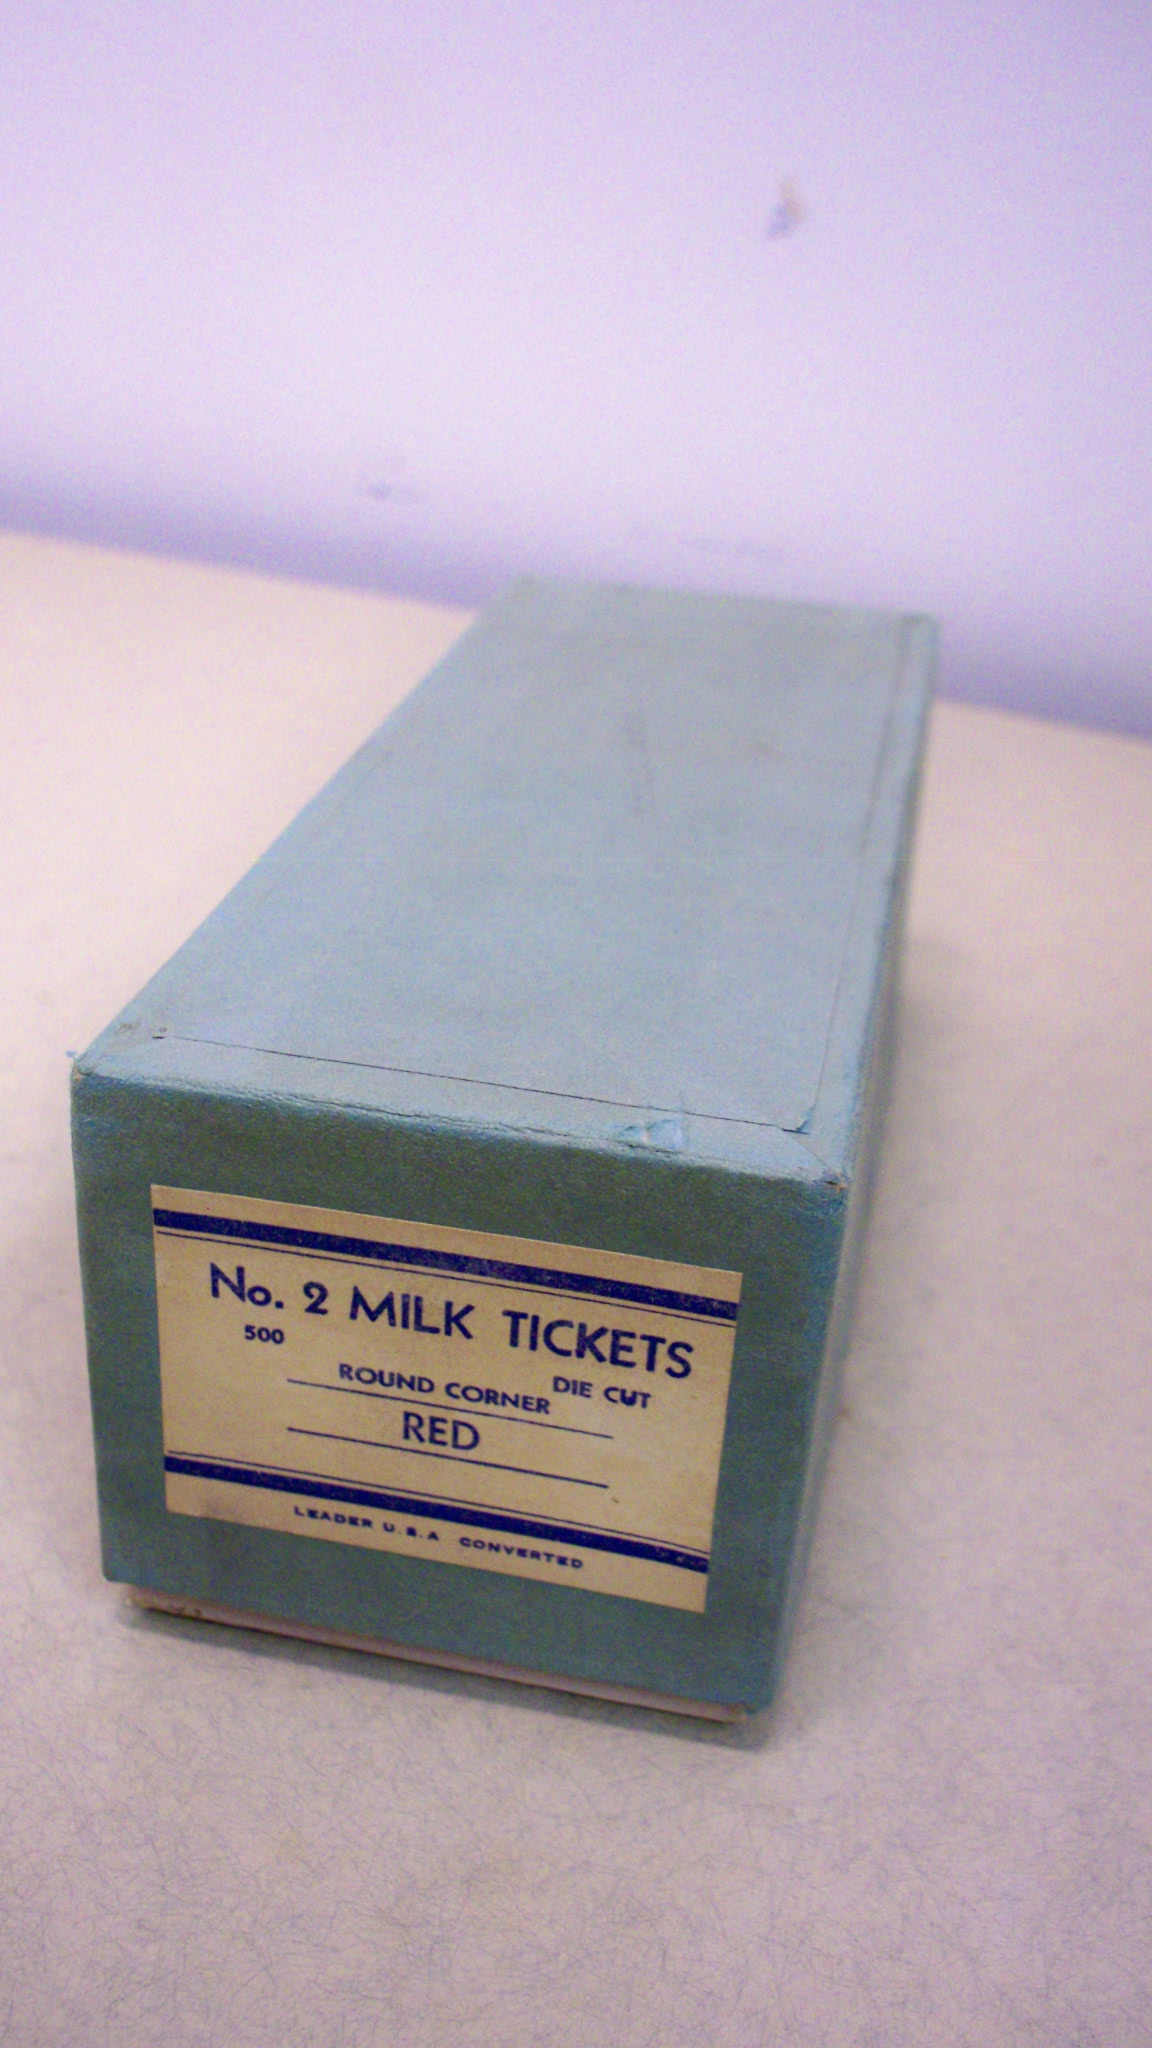 No. 2 MILK TICKETS
500 DIE CUT
ROUND CORNER
RED
LEADER U.S.A CONVERTED